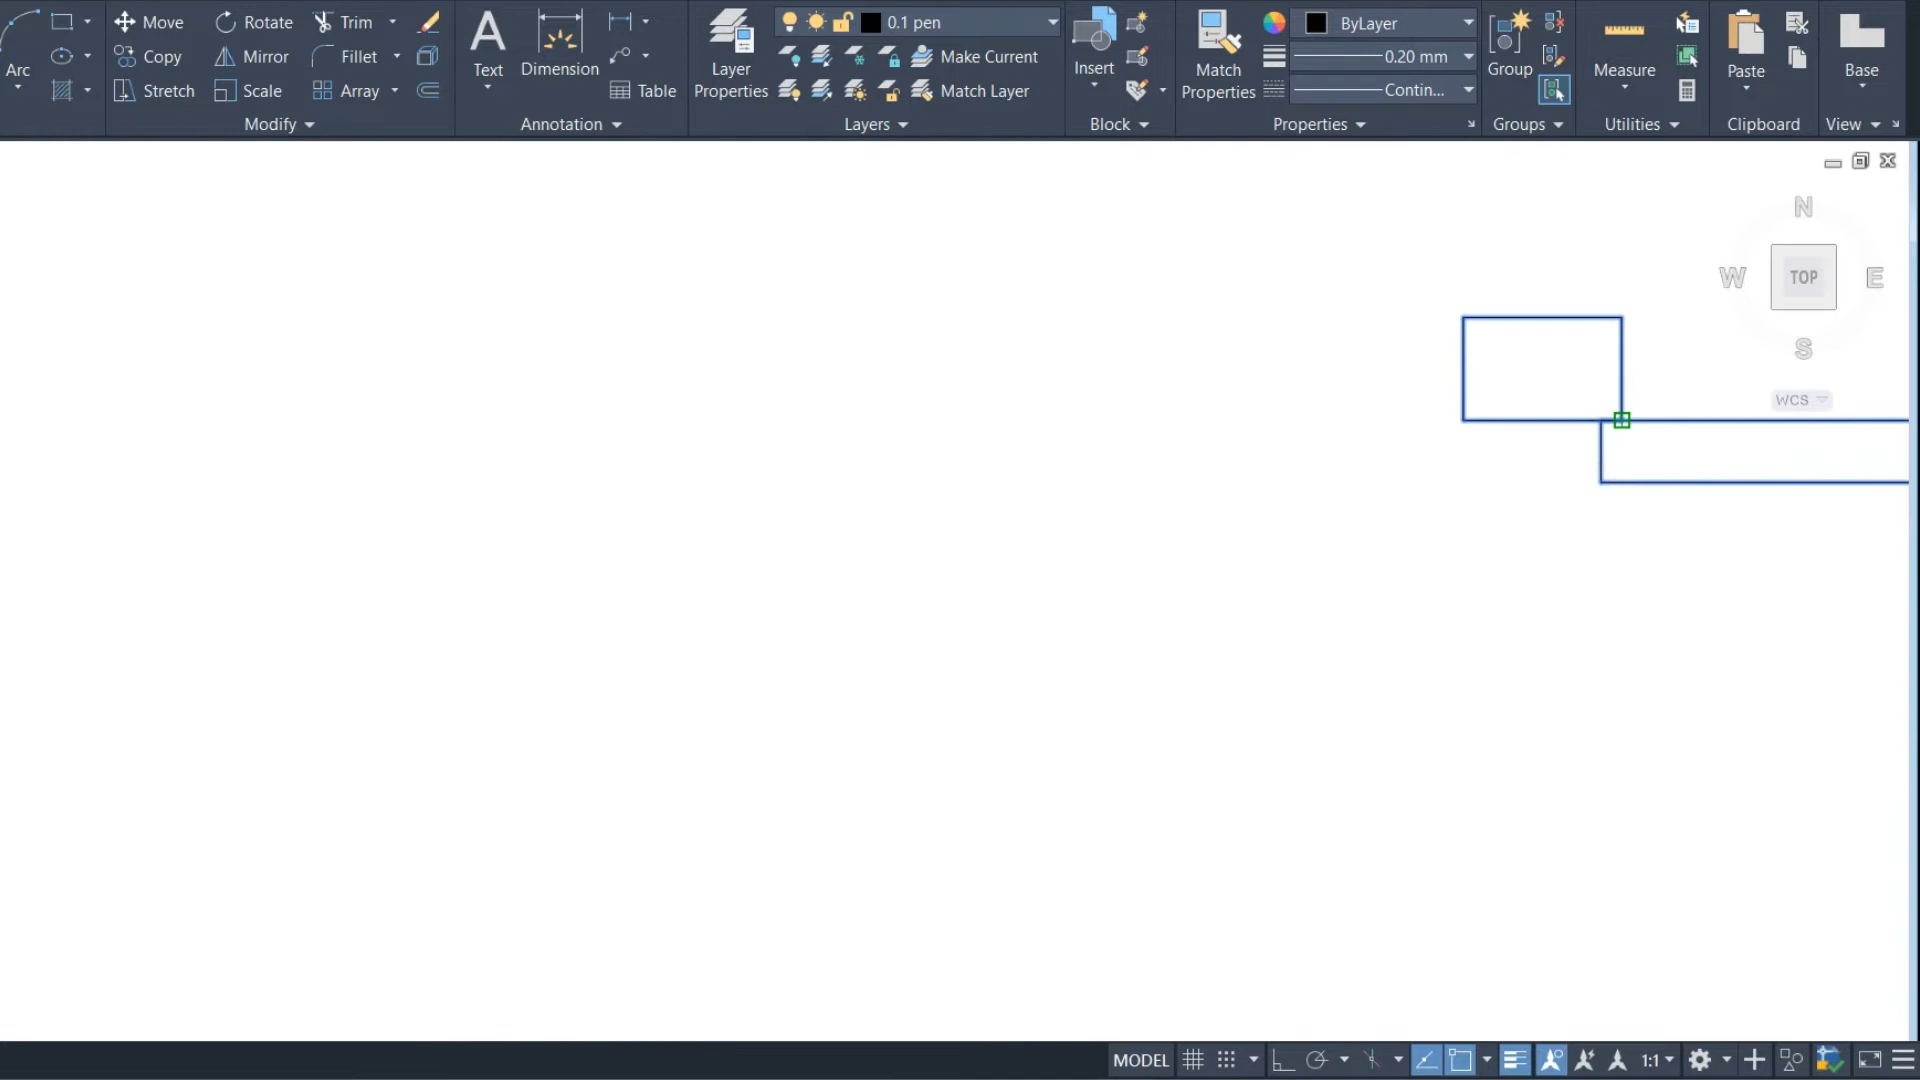 Arc
Move
Rotate
Trim
Copy
Mirror
Fillet
Stretch
Scale
Array
Modify
Text
Dimension
Table
Annotation
Layer
Properties
0.1 pen
Make Current
Match Layer
Layers
Insert
Block
Match
Properties
ByLayer
0.20 mm
Contin...
Properties
Group
Groups
Measure
Utilities
Paste
Clipboard
Base
View
N
W
TOP
E
S
WCS
MODEL
1:1